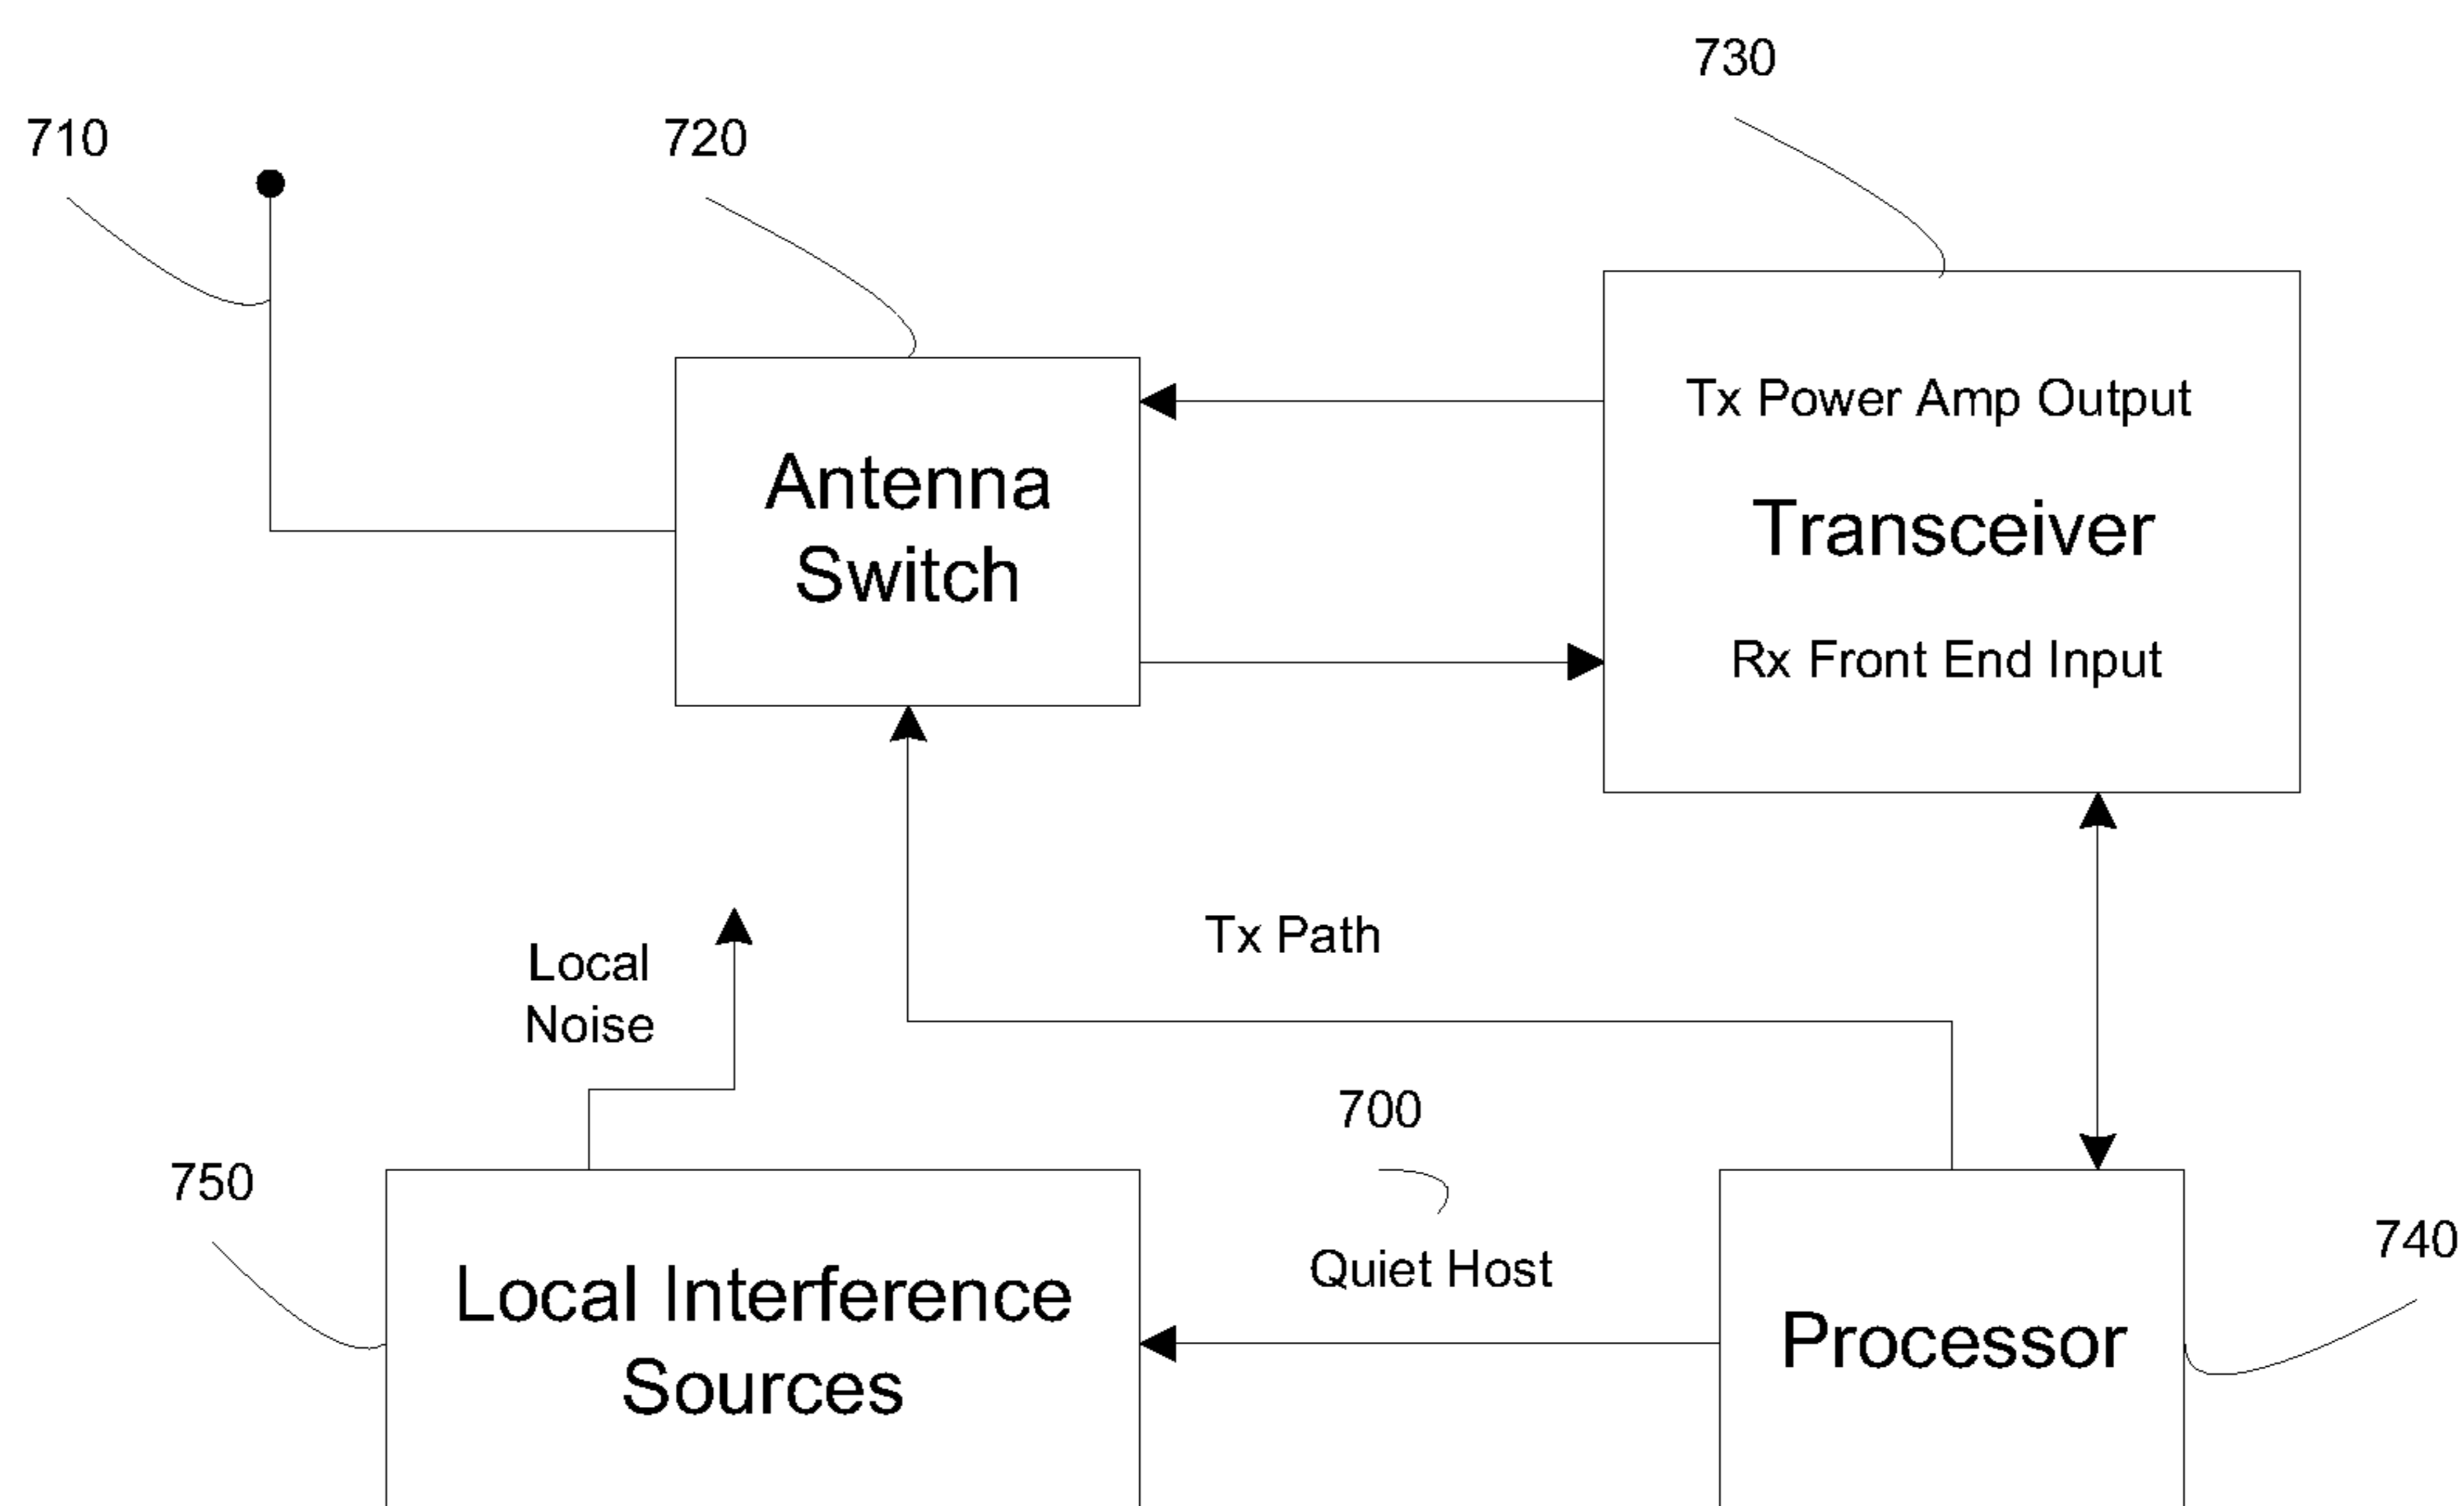 730
710
720
Tx Power Amp Output
Antenna
Switch
Transceiver
Rx Front End Input
Tx Path
Local
Noise
700
750
740
Quiet Host
Local Interference
Sources
Processor